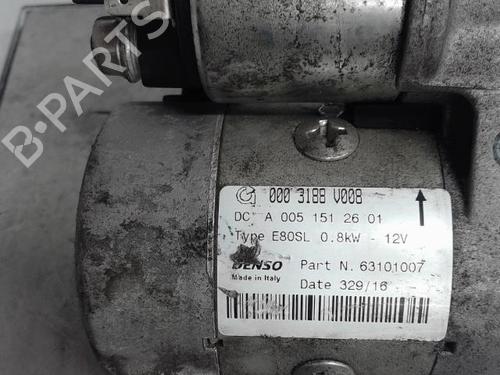 B-PARTS
000 3188 V008
DC A 005 151 26 01
Type E80SL 0.8kW - 12V
DENSO Part N. 63101007
Made in Italy Date 329/16